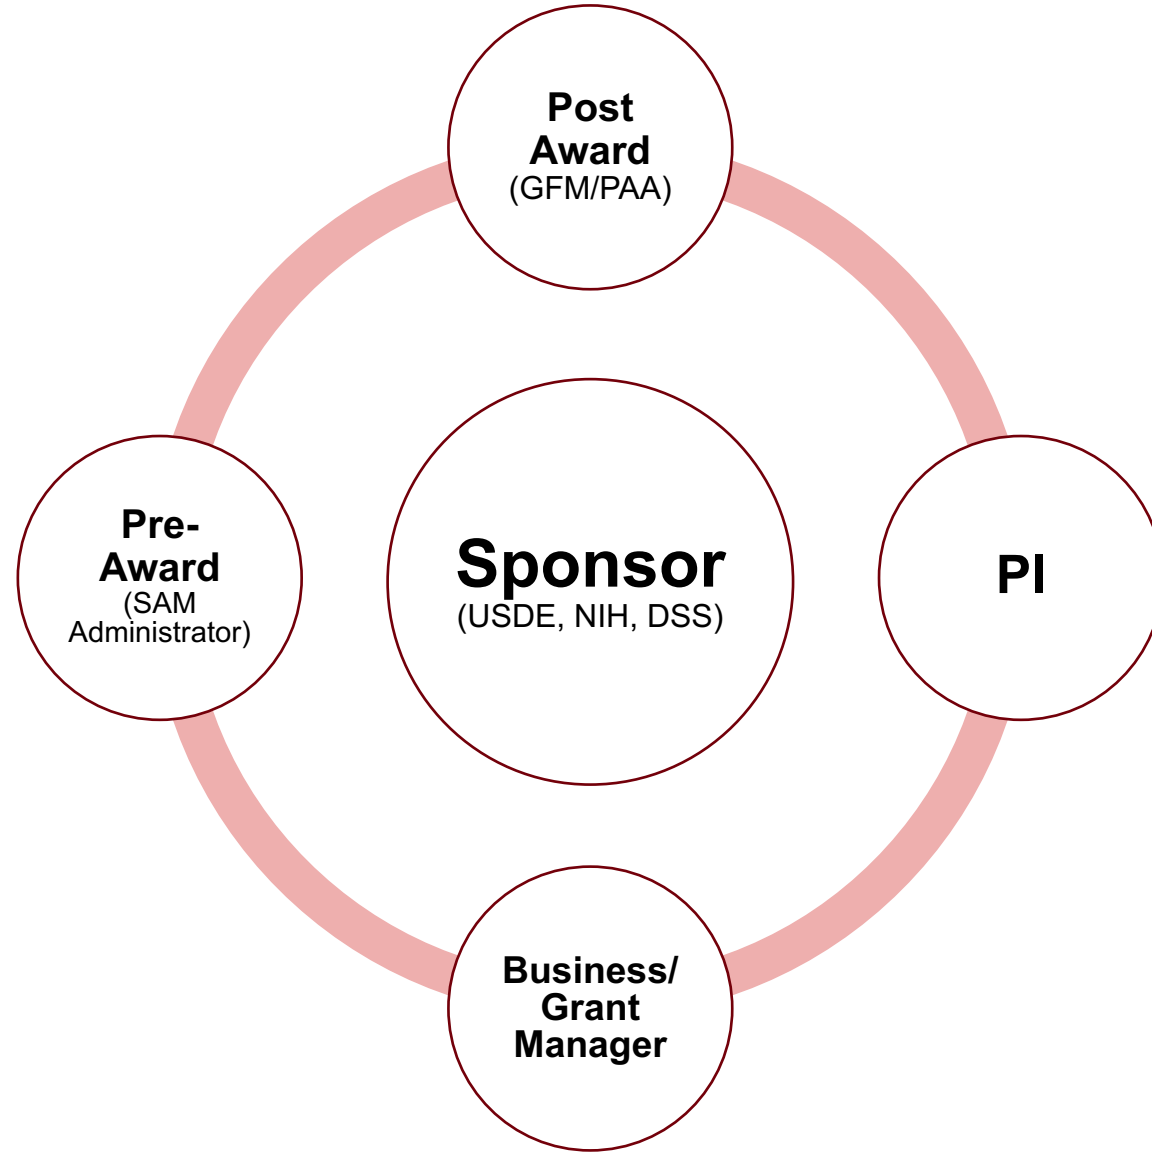 Post
Award
(GFM/PAA)
Pre-
Award
(SAM
Administrator)
Sponsor
(USDE, NIH, DSS)
PI
Business/
Grant
Manager